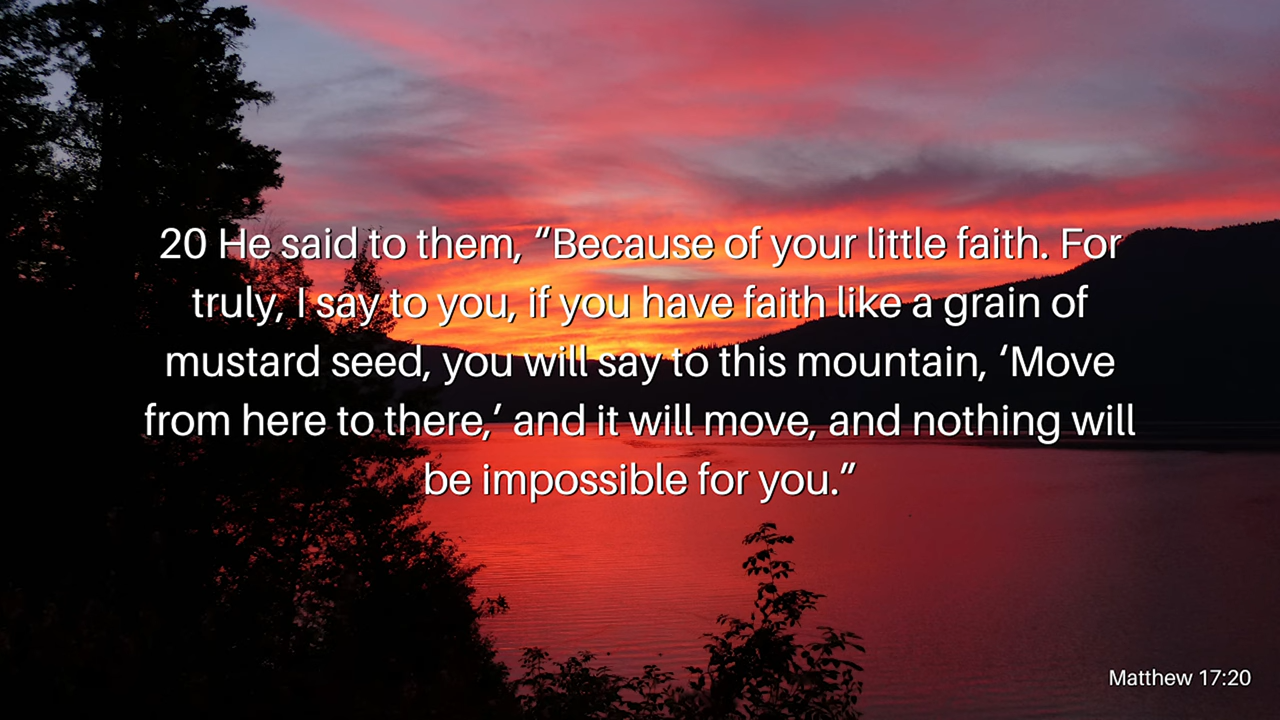 20 He said to them, “Because of your little faith. For
truly, I say to you, if you have faith like a grain of
mustard seed, you will say to this mountain, ‘Move
from here to there,’ and it will move, and nothing will
be impossible for you.”
Matthew 17:20